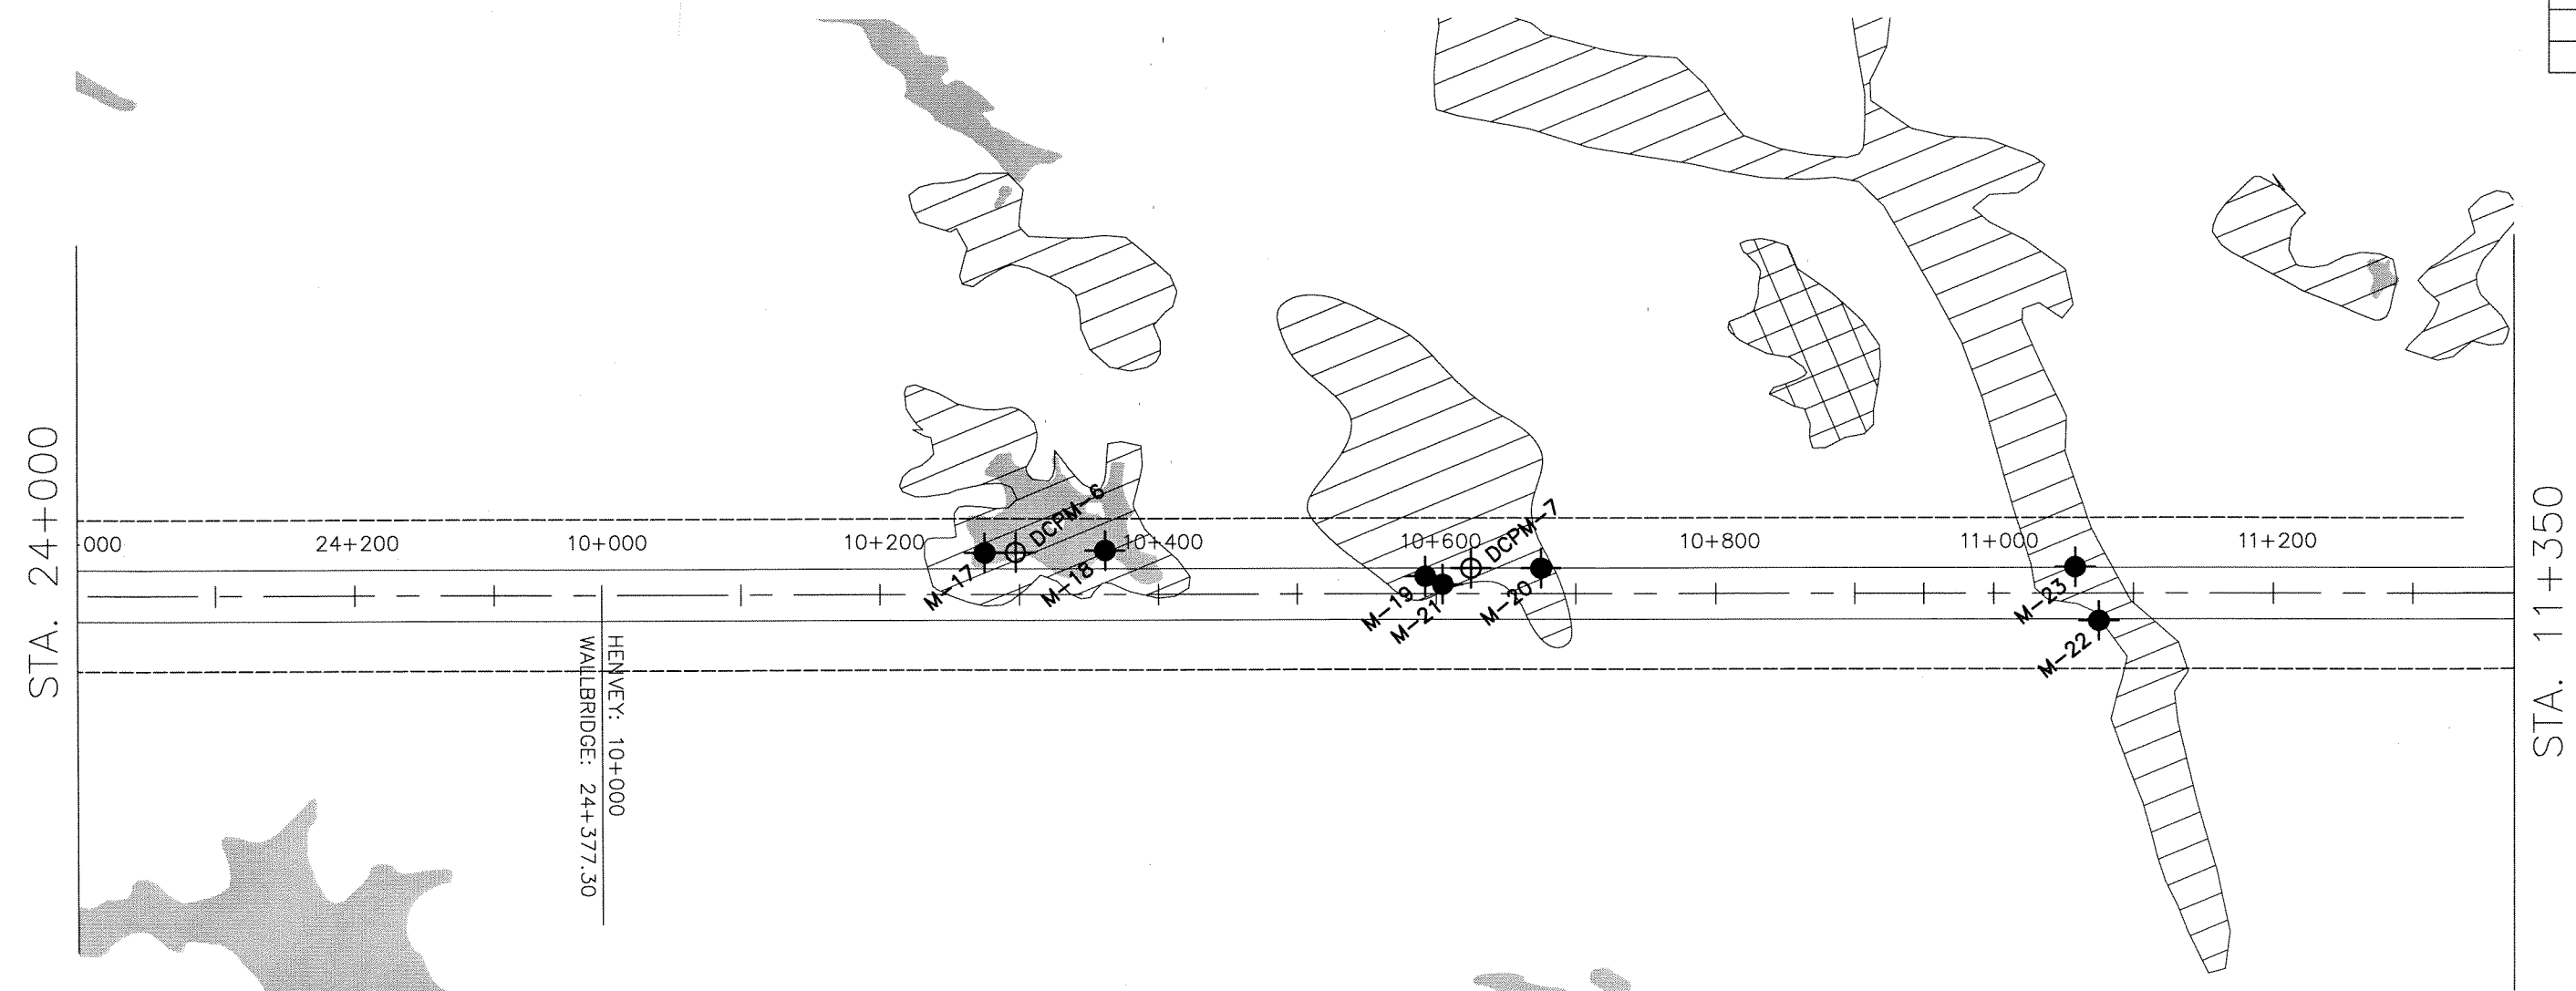 STA. 24+000
000
24+200
10+000
10+200
10+400
10+600
10+800
11+000
11+200
DCPM-6
DCPM-7
M-17
M-18
M-19
M-21
M-20
M-23
M-22
HENVEY: 10+000
WALLBRIDGE: 24+377.30
STA. 11+350